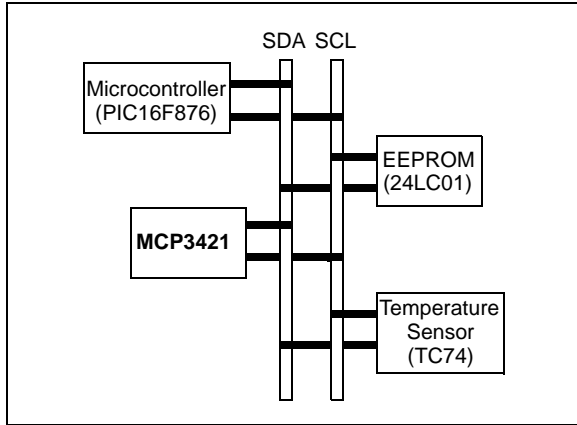 SDA SCL
Microcontroller
(PIC16F876)
EEPROM
(24LC01)
MCP3421
Temperature
Sensor
(TC74)